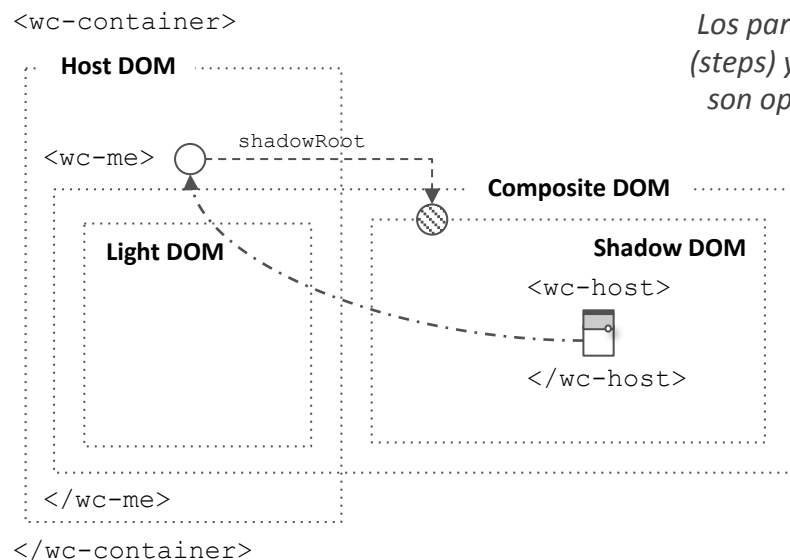 <wc-container>
Los par
(steps) y
son op
Host DOM
<wc-me>
shadowRoot
Composite DOM
Light DOM
Shadow DOM
<wc-host>
</wc-host>
</wc-me>
</wc-container>